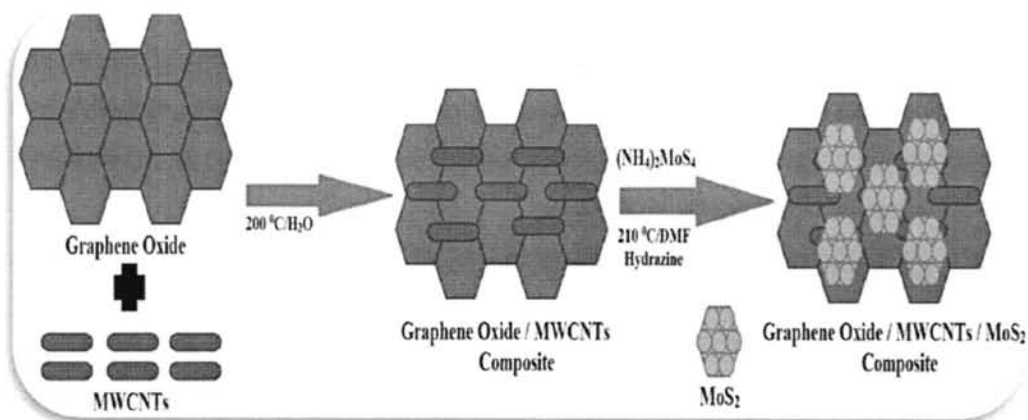 Graphene Oxide
MWCNTs
200 ⁰C/H₂O
Graphene Oxide / MWCNTs
Composite
(NH₄)₂MoS₄
210 ⁰C/DMF
Hydrazine
MoS₂
Graphene Oxide / MWCNTs / MoS₂
Composite